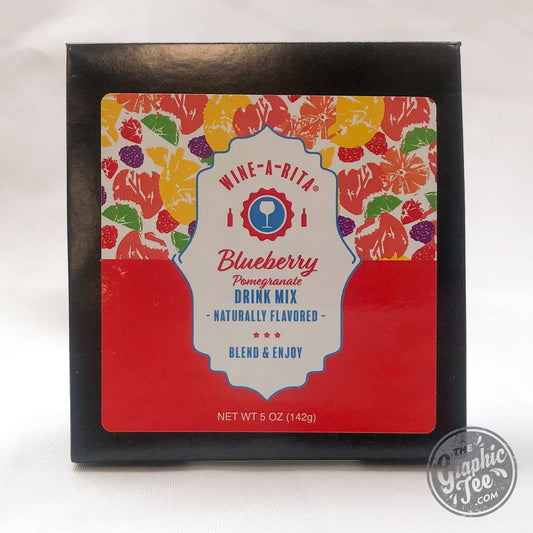 WINE-A-RITA®
Blueberry
Pomegranate
DRINK MIX
- NATURALLY FLAVORED -
BLEND & ENJOY
NET WT 5 OZ (142g)
THE
Graphic
Tee
.COM